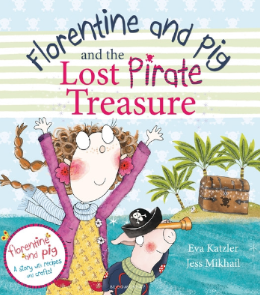 Florentine and Pig
and the
Lost Pirate
Treasure
Eva Katzler
Jess Mikhail
florentine
and pig
A story with recipes
and crafts!